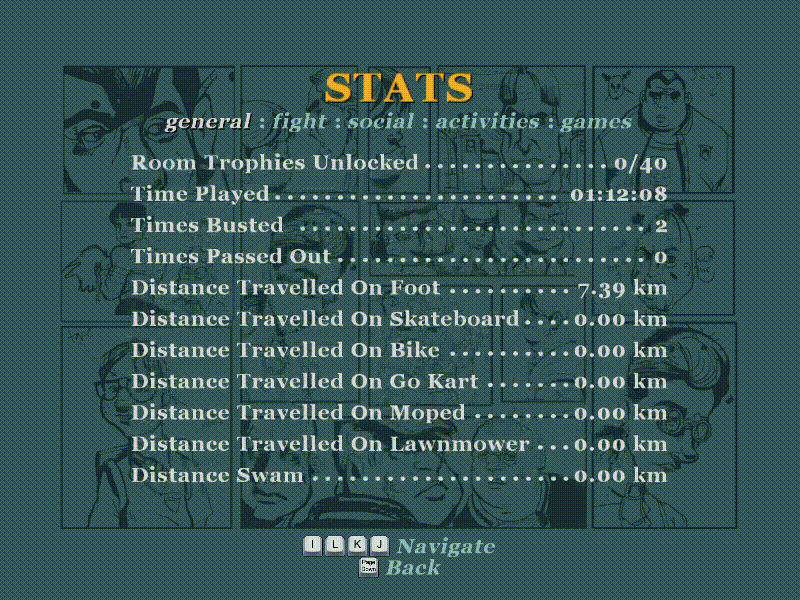 STATS
general : fight : social : activities : games
Room Trophies Unlocked ............... 0/40
Time Played ...................... 01:12:08
Times Busted ........................... 2
Times Passed Out ........................ 0
Distance Travelled On Foot .......... 7.39 km
Distance Travelled On Skateboard .... 0.00 km
Distance Travelled On Bike .......... 0.00 km
Distance Travelled On Go Kart ....... 0.00 km
Distance Travelled On Moped ........ 0.00 km
Distance Travelled On Lawnmower ... 0.00 km
Distance Swam ..................... 0.00 km
I L K J Navigate
Page Down Back